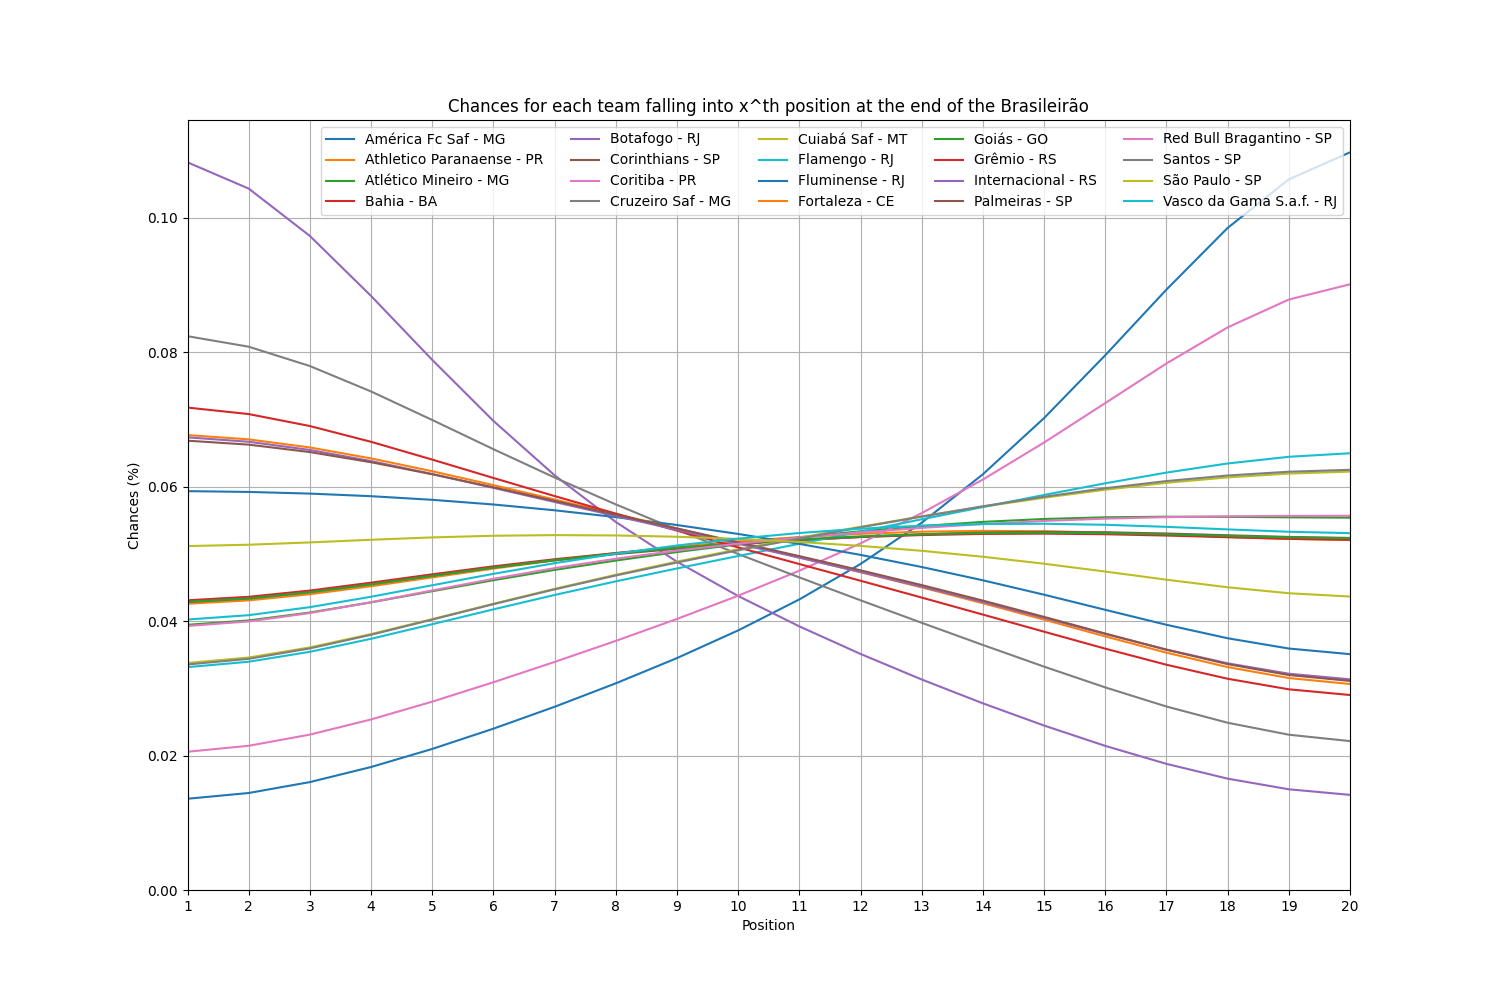 Chances for each team falling into x^th position at the end of the Brasileirão
América Fc Saf - MG
Athletico Paranaense - PR
Atlético Mineiro - MG
Bahia - BA
Botafogo - RJ
Corinthians - SP
Coritiba - PR
Cruzeiro Saf - MG
Cuiabá Saf - MT
Flamengo - RJ
Fluminense - RJ
Fortaleza - CE
Goiás - GO
Grêmio - RS
Internacional - RS
Palmeiras - SP
Red Bull Bragantino - SP
Santos - SP
São Paulo - SP
Vasco da Gama S.a.f. - RJ
Chances (%)
0.10
0.08
0.06
0.04
0.02
0.00
1 2 3 4 5 6 7 8 9 10 11 12 13 14 15 16 17 18 19 20
Position